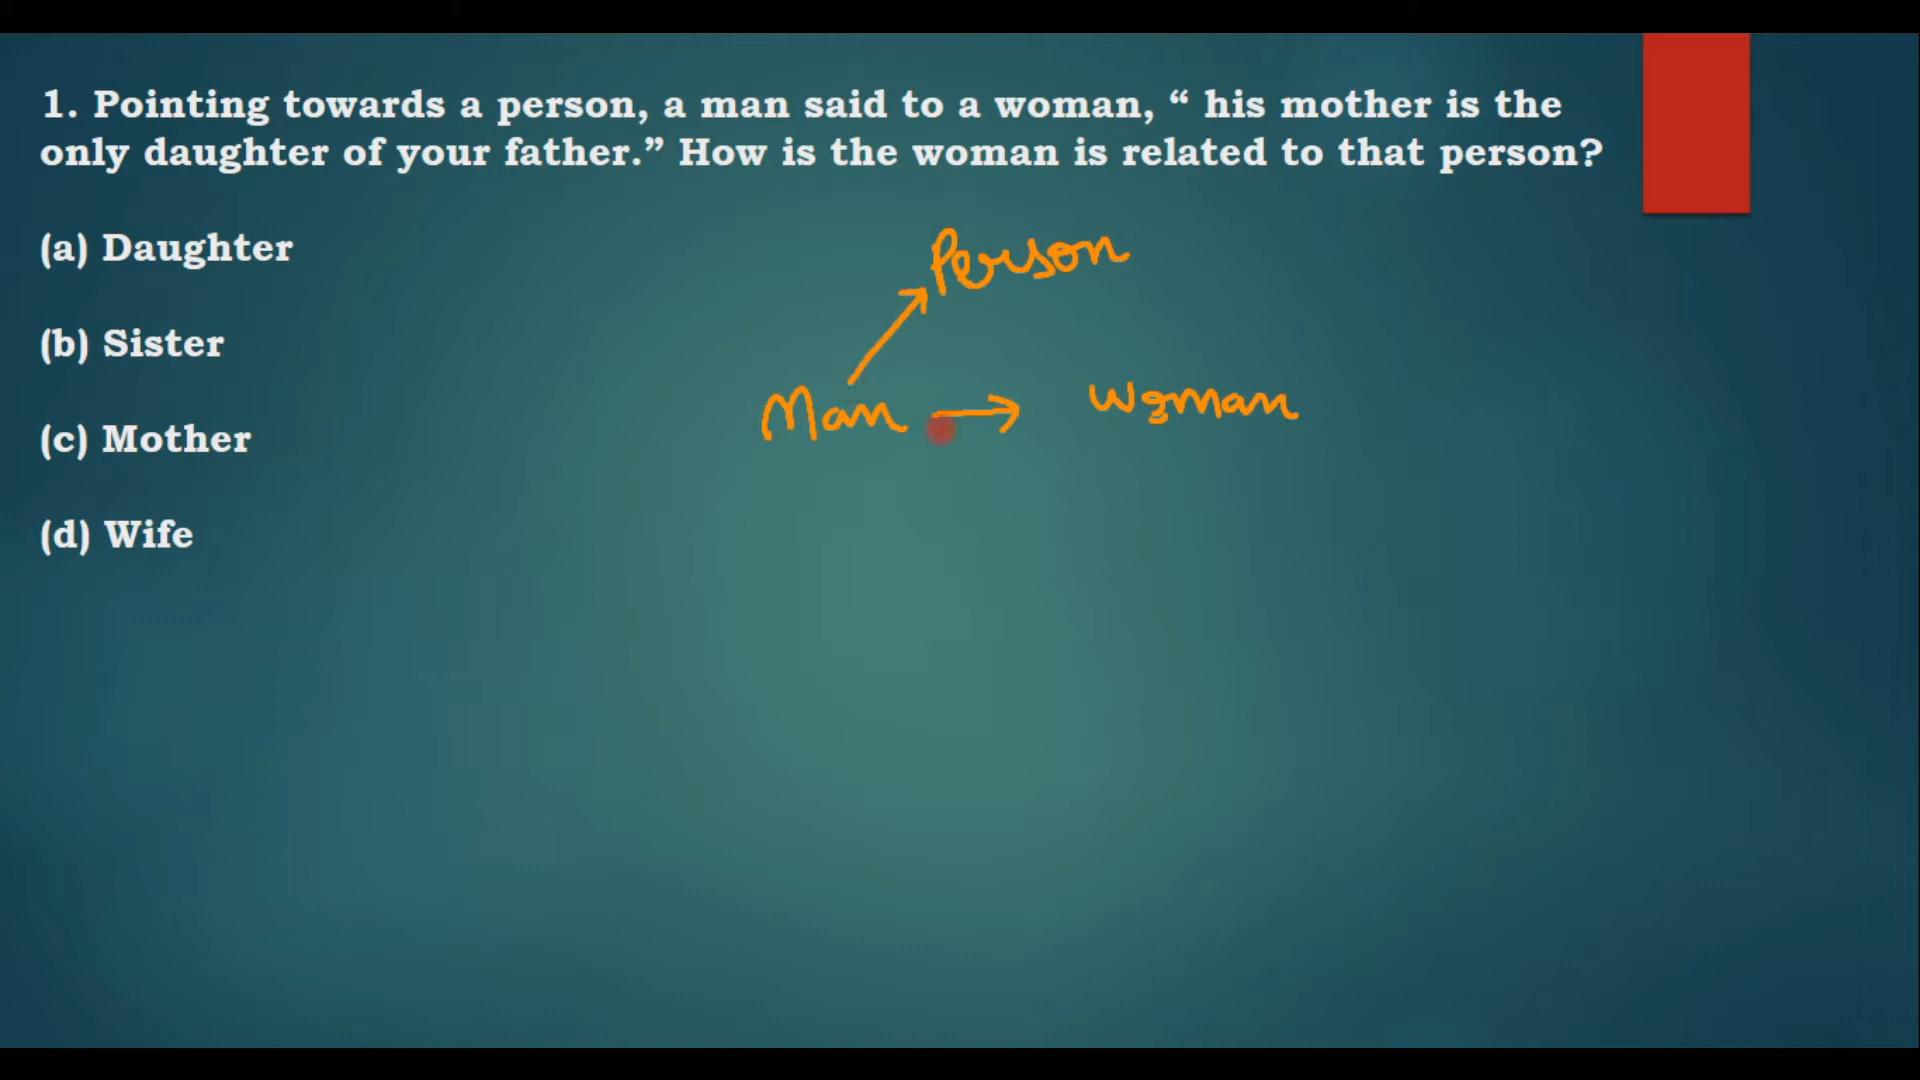 1. Pointing towards a person, a man said to a woman, “ his mother is the
only daughter of your father.” How is the woman is related to that person?
(a) Daughter
Person
(b) Sister
Man → Woman
(c) Mother
(d) Wife